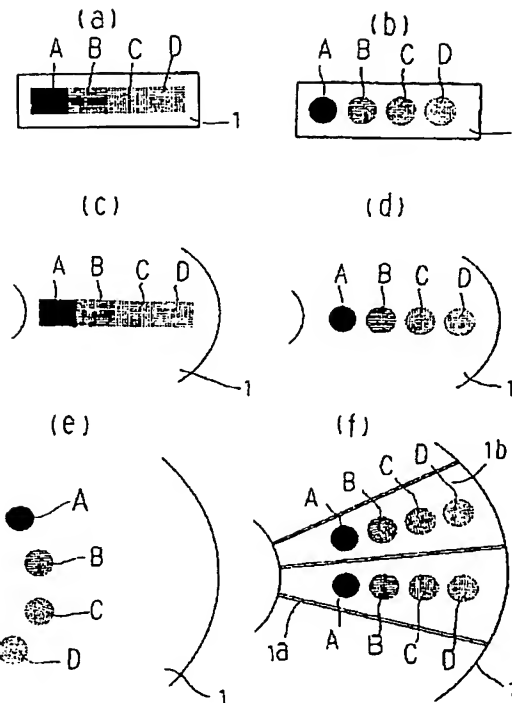 (a)
A B C D
1
(b)
A B C D
(c)
A B C D
1
(d)
A B C D
1
(e)
A
B
C
D
1
(f)
A B C D 1b
1a A B C D